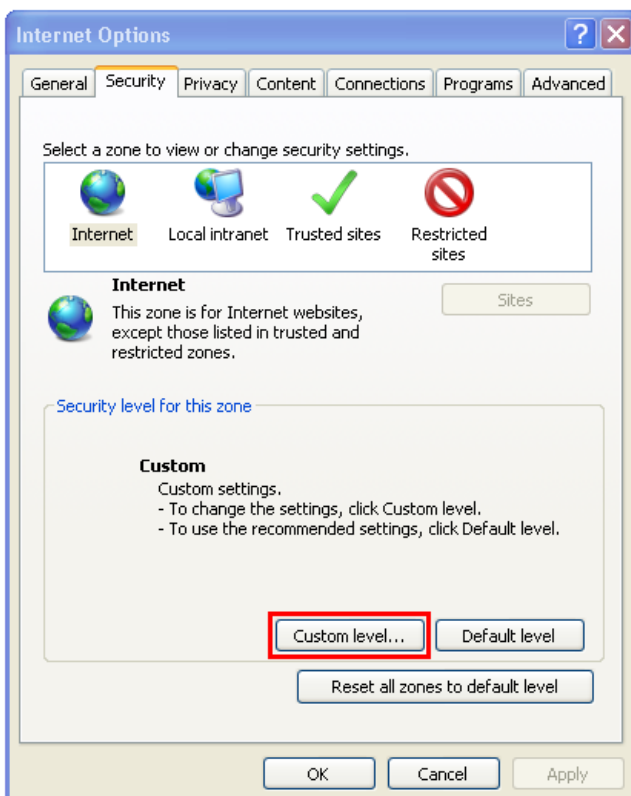 Internet Options
General Security Privacy Content Connections Programs Advanced
Select a zone to view or change security settings.
Internet Local intranet Trusted sites Restricted
sites
Internet
Sites
This zone is for Internet websites,
except those listed in trusted and
restricted zones.
Security level for this zone
Custom
Custom settings.
- To change the settings, click Custom level.
- To use the recommended settings, click Default level.
Custom level... Default level
Reset all zones to default level
OK Cancel Apply